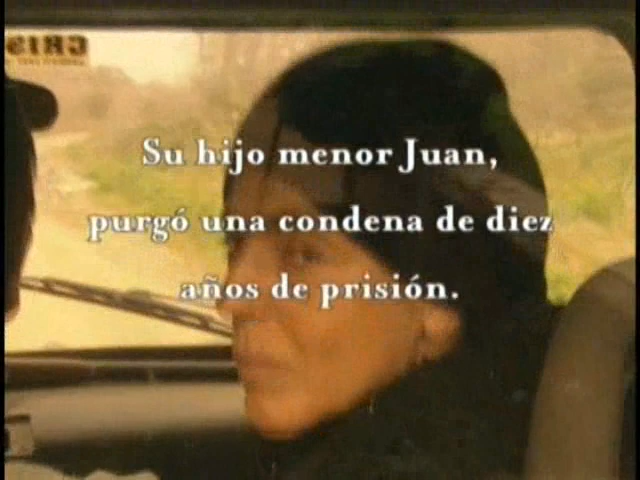 Su hijo menor Juan,
purgó una condena de diez
años de prisión.